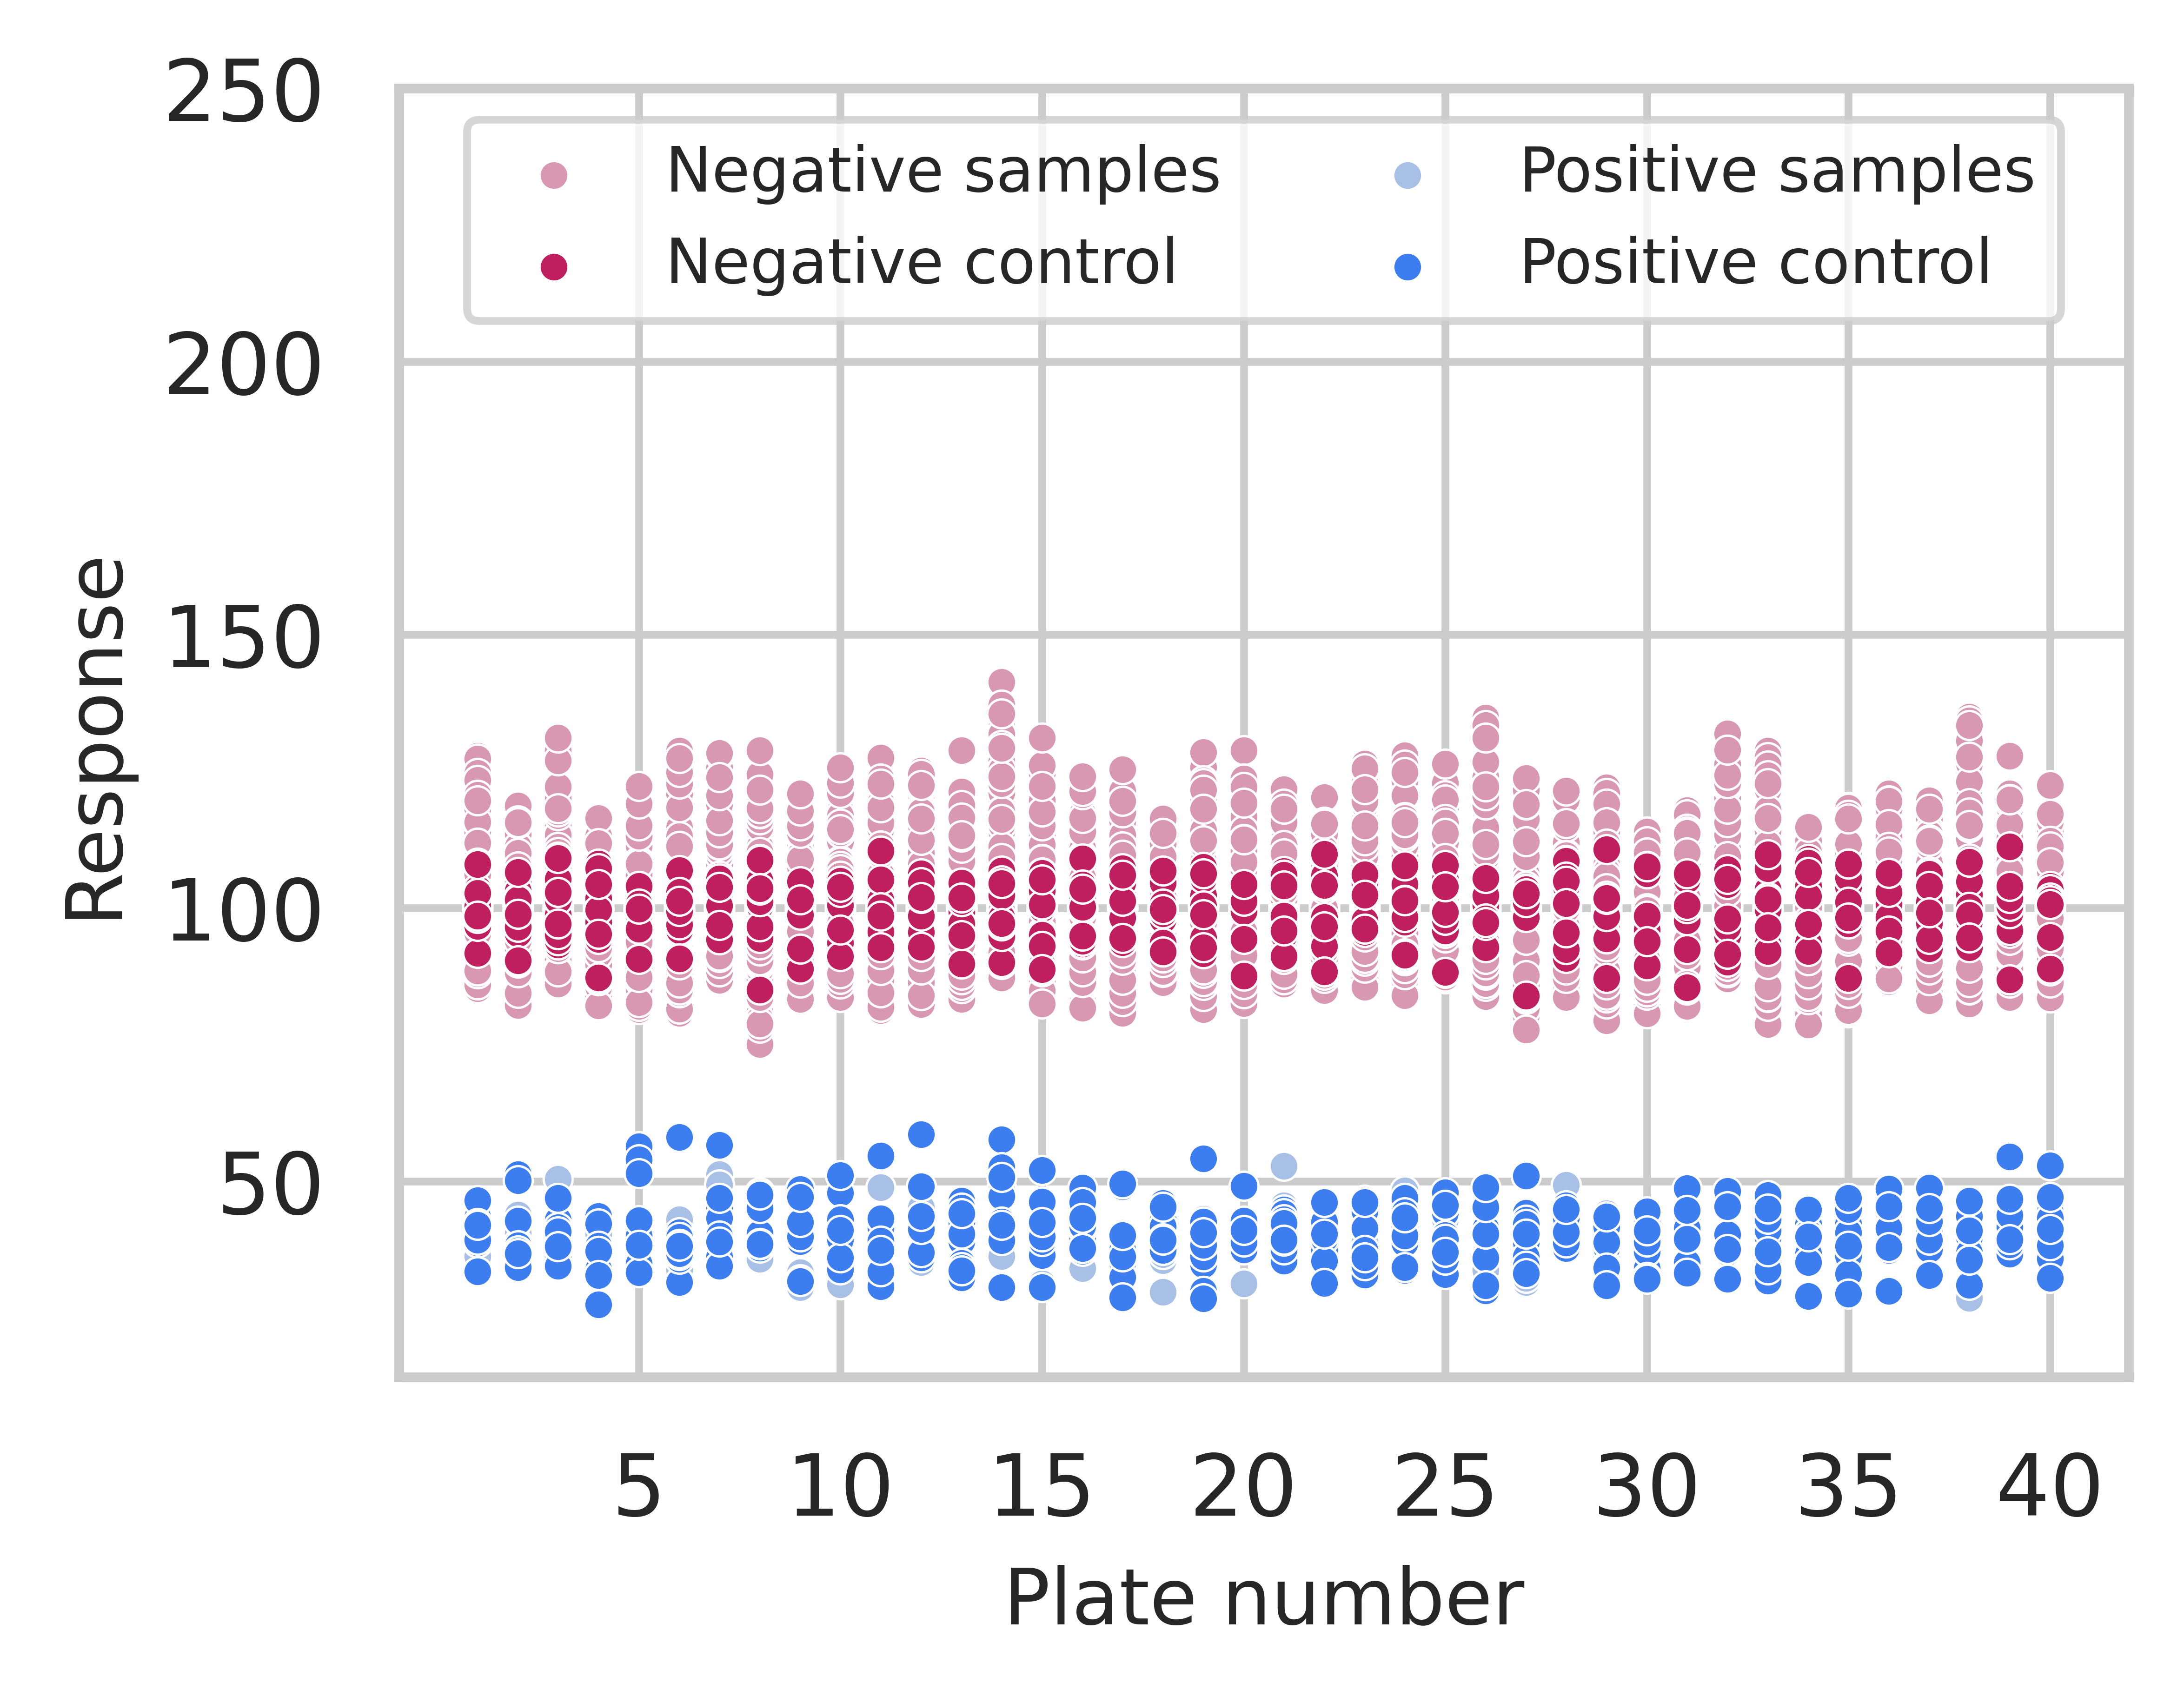 250
200
150
100
50
Response
Negative samples
Negative control
Positive samples
Positive control
5 10 15 20 25 30 35 40
Plate number